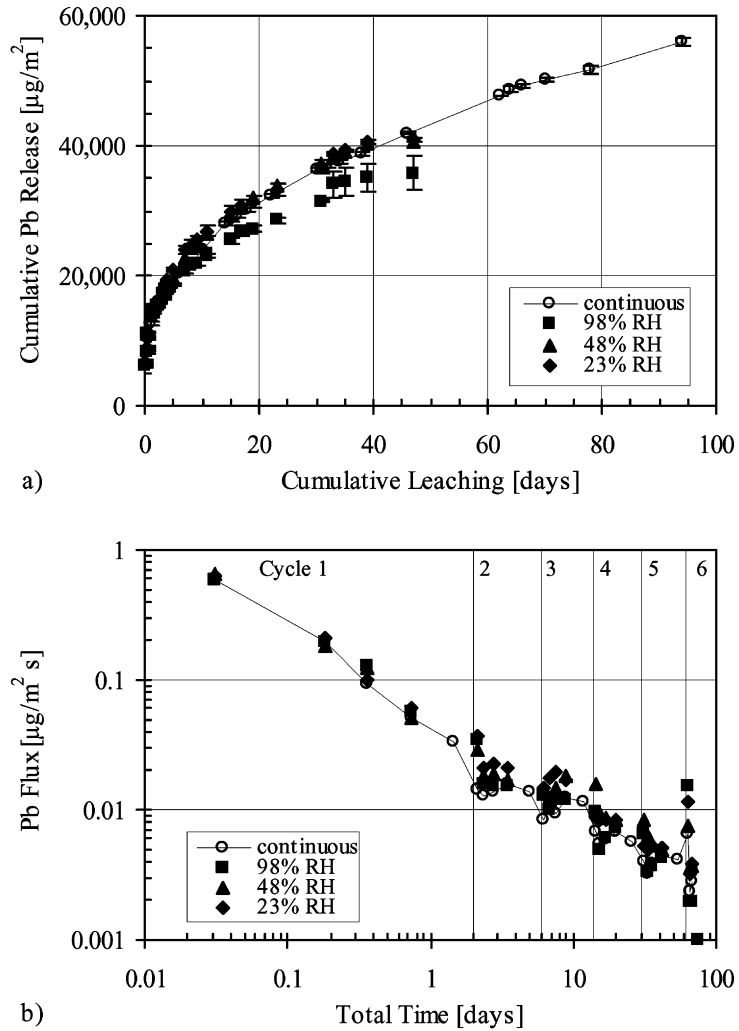 60,000
40,000
20,000
0
Cumulative Pb Release [µg/m²]
continuous
98% RH
48% RH
23% RH
0 20 40 60 80 100
a) Cumulative Leaching [days]
1
0.1
0.01
0.001
Pb Flux [µg/m² s]
Cycle 1 2 3 4 5 6
continuous
98% RH
48% RH
23% RH
0.01 0.1 1 10 100
b) Total Time [days]